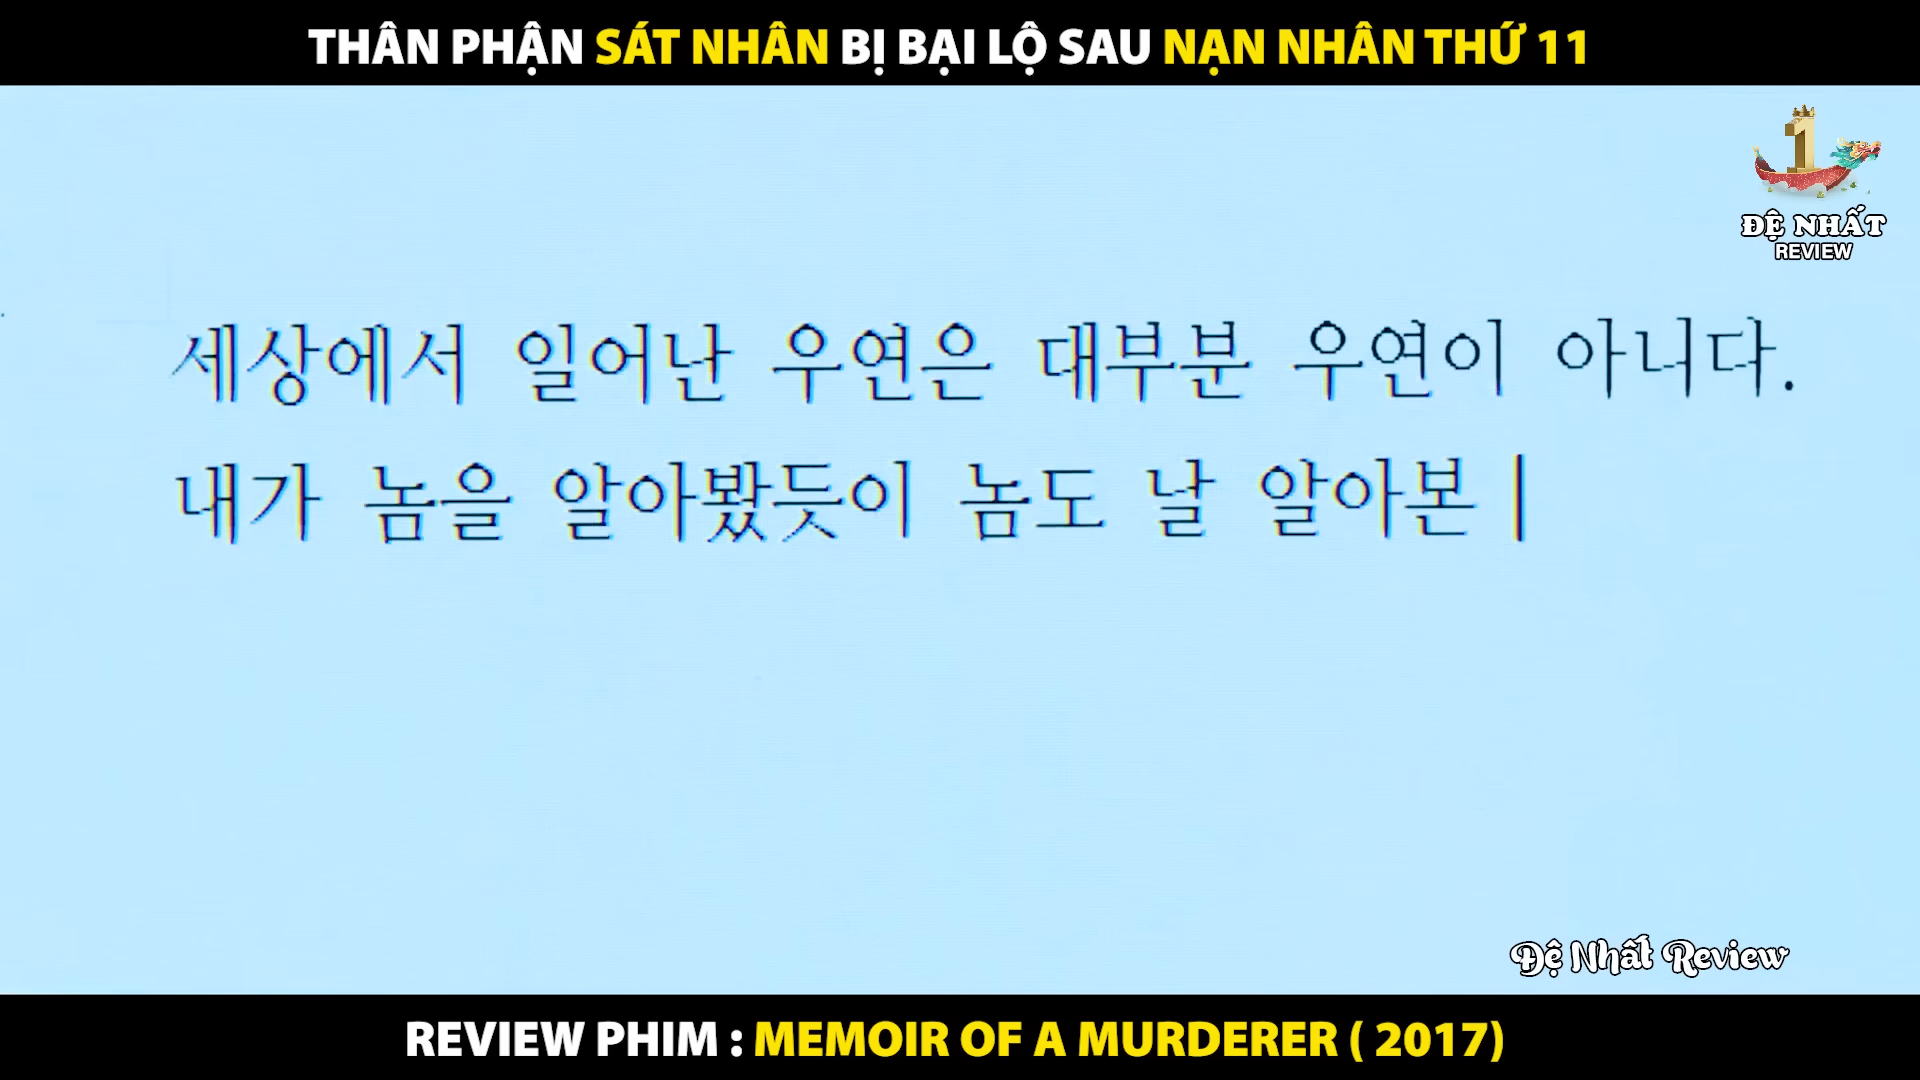 THÂN PHẬN SÁT NHÂN BỊ BẠI LỘ SAU NẠN NHÂN THỨ 11
1
ĐỆ NHẤT
REVIEW
세상에서 일어난 우연은 대부분 우연이 아니다.
내가 놈을 알아봤듯이 놈도 날 알아본
Đệ Nhất Review
REVIEW PHIM : MEMOIR OF A MURDERER ( 2017)